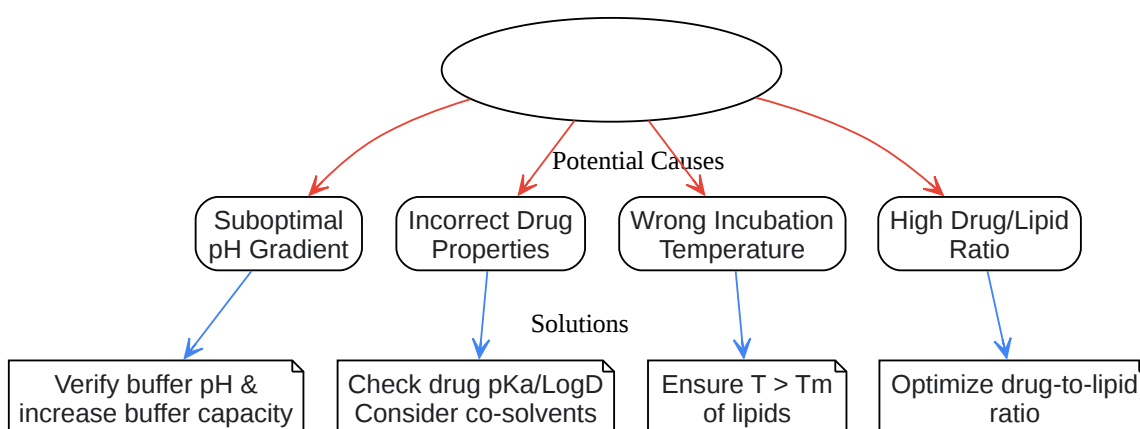 Potential Causes
Suboptimal
pH Gradient
Incorrect Drug
Properties
Wrong Incubation
Temperature
High Drug/Lipid
Ratio
Solutions
Verify buffer pH &
increase buffer capacity
Check drug pKa/LogD
Consider co-solvents
Ensure T > Tm
of lipids
Optimize drug-to-lipid
ratio